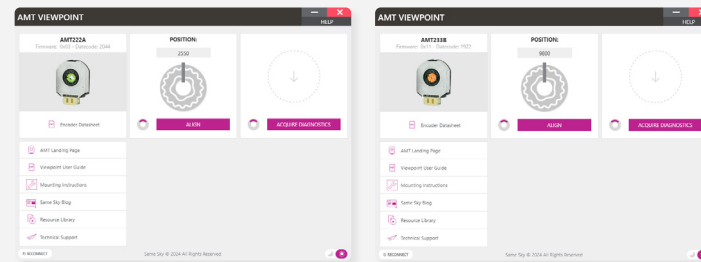 AMT VIEWPOINT
HELP
AMT222A
Firmware: 0x03 - Datecode: 2044
Encoder Datasheet
POSITION:
2550
ALIGN
ACQUIRE DIAGNOSTICS
AMT Landing Page
Viewpoint User Guide
Mounting Instructions
Same Sky Blog
Resource Library
Technical Support
RECONNECT
Same Sky © 2024 All Rights Reserved
AMT VIEWPOINT
HELP
AMT233B
Encoder Datasheet
POSITION:
ALIGN
ACQUIRE DIAGNOSTICS
AMT Landing Page
Viewpoint User Guide
Mounting Instructions
Same Sky Blog
Resource Library
Technical Support
RECONNECT
Same Sky © 2024 All Rights Reserved